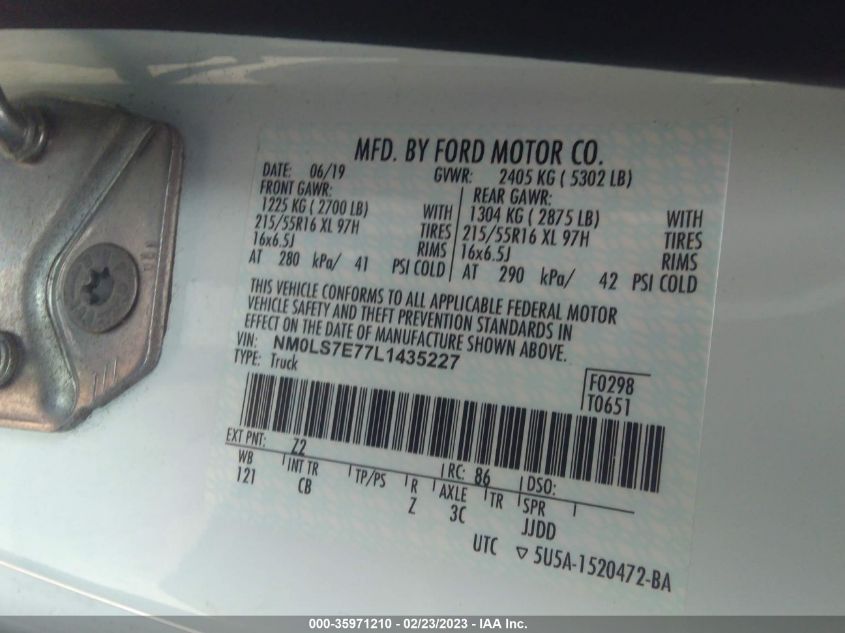 MFD. BY FORD MOTOR CO.
DATE: 06/19 GVWR: 2405 KG ( 5302 LB)
FRONT GAWR: REAR GAWR:
1225 KG ( 2700 LB) WITH 1304 KG ( 2875 LB) WITH
215/55R16 XL 97H TIRES 215/55R16 XL 97H TIRES
16x6.5J RIMS 16x6.5J RIMS
AT 280 kPa/ 41 PSI COLD AT 290 kPa/ 42 PSI COLD
THIS VEHICLE CONFORMS TO ALL APPLICABLE FEDERAL MOTOR
VEHICLE SAFETY AND THEFT PREVENTION STANDARDS IN
EFFECT ON THE DATE OF MANUFACTURE SHOWN ABOVE.
VIN: NM0LS7E77L1435227
TYPE: Truck
F0298
T0651
EXT PNT: Z2 RC: 86 DSO:
WB INT TR TP/PS R AXLE TR SPR
121 CB Z 3C JJDD
UTC ▽ 5U5A-1520472-BA
000-35971210 - 02/23/2023 - IAA Inc.